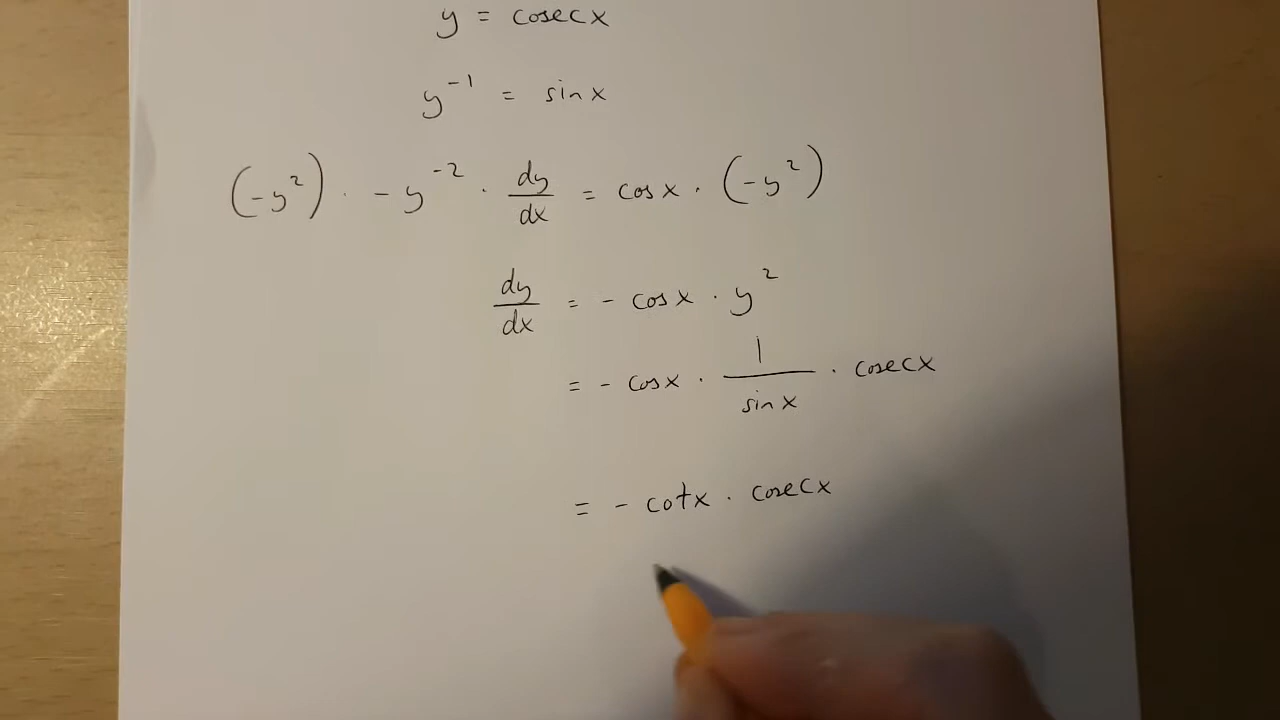 y = cosecx
y⁻¹ = sinx
(-y²) · -y⁻² · dy/dx = cosx · (-y²)
dy/dx = - cosx · y²
= - cosx · 1/sinx · cosecx
= - cotx · cosecx